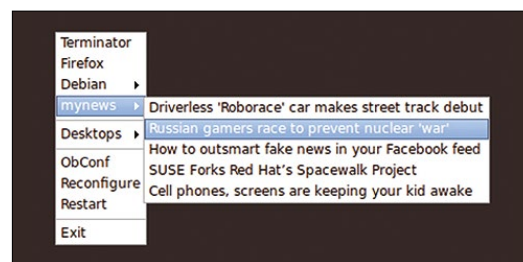 Terminator
Firefox
Debian
mynews
Desktops
ObConf
Reconfigure
Restart
Exit
Driverless 'Roborace' car makes street track debut
Russian gamers race to prevent nuclear 'war'
How to outsmart fake news in your Facebook feed
SUSE Forks Red Hat's Spacewalk Project
Cell phones, screens are keeping your kid awake